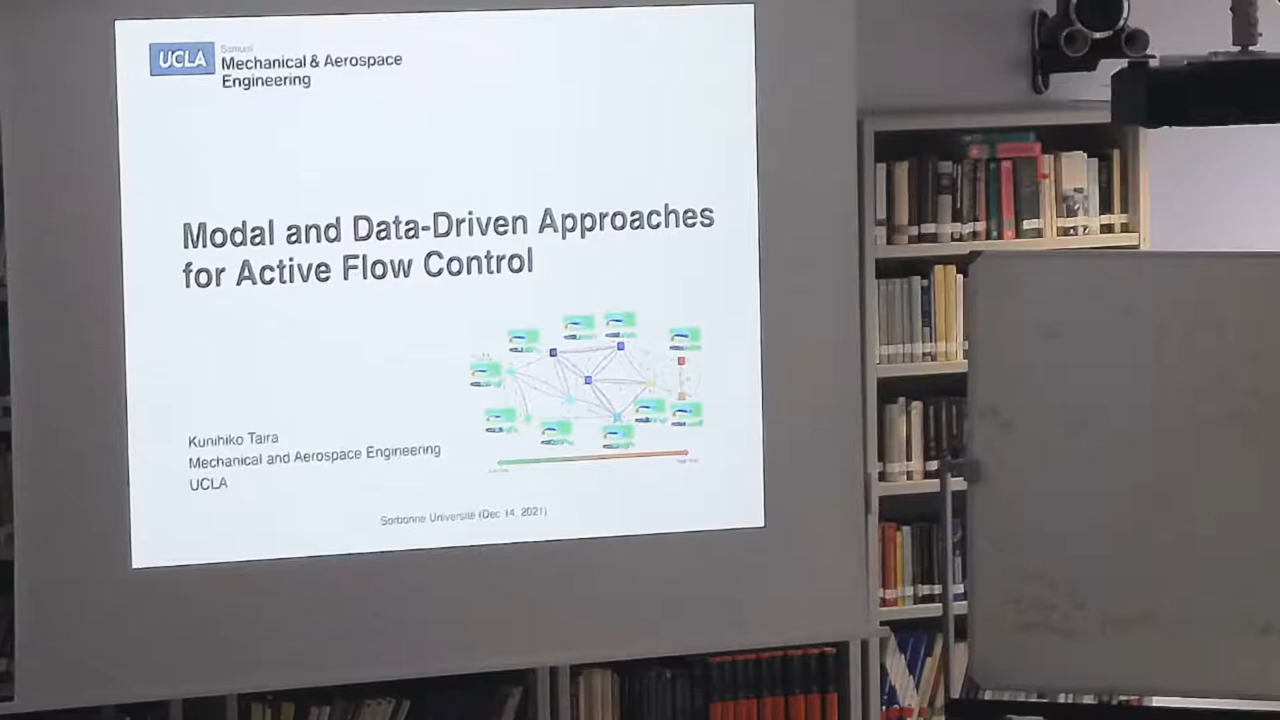 UCLA
Samueli
Mechanical & Aerospace
Engineering
Modal and Data-Driven Approaches
for Active Flow Control
Kunihiko Taira
Mechanical and Aerospace Engineering
UCLA
Sorbonne Université (Dec 14, 2021)